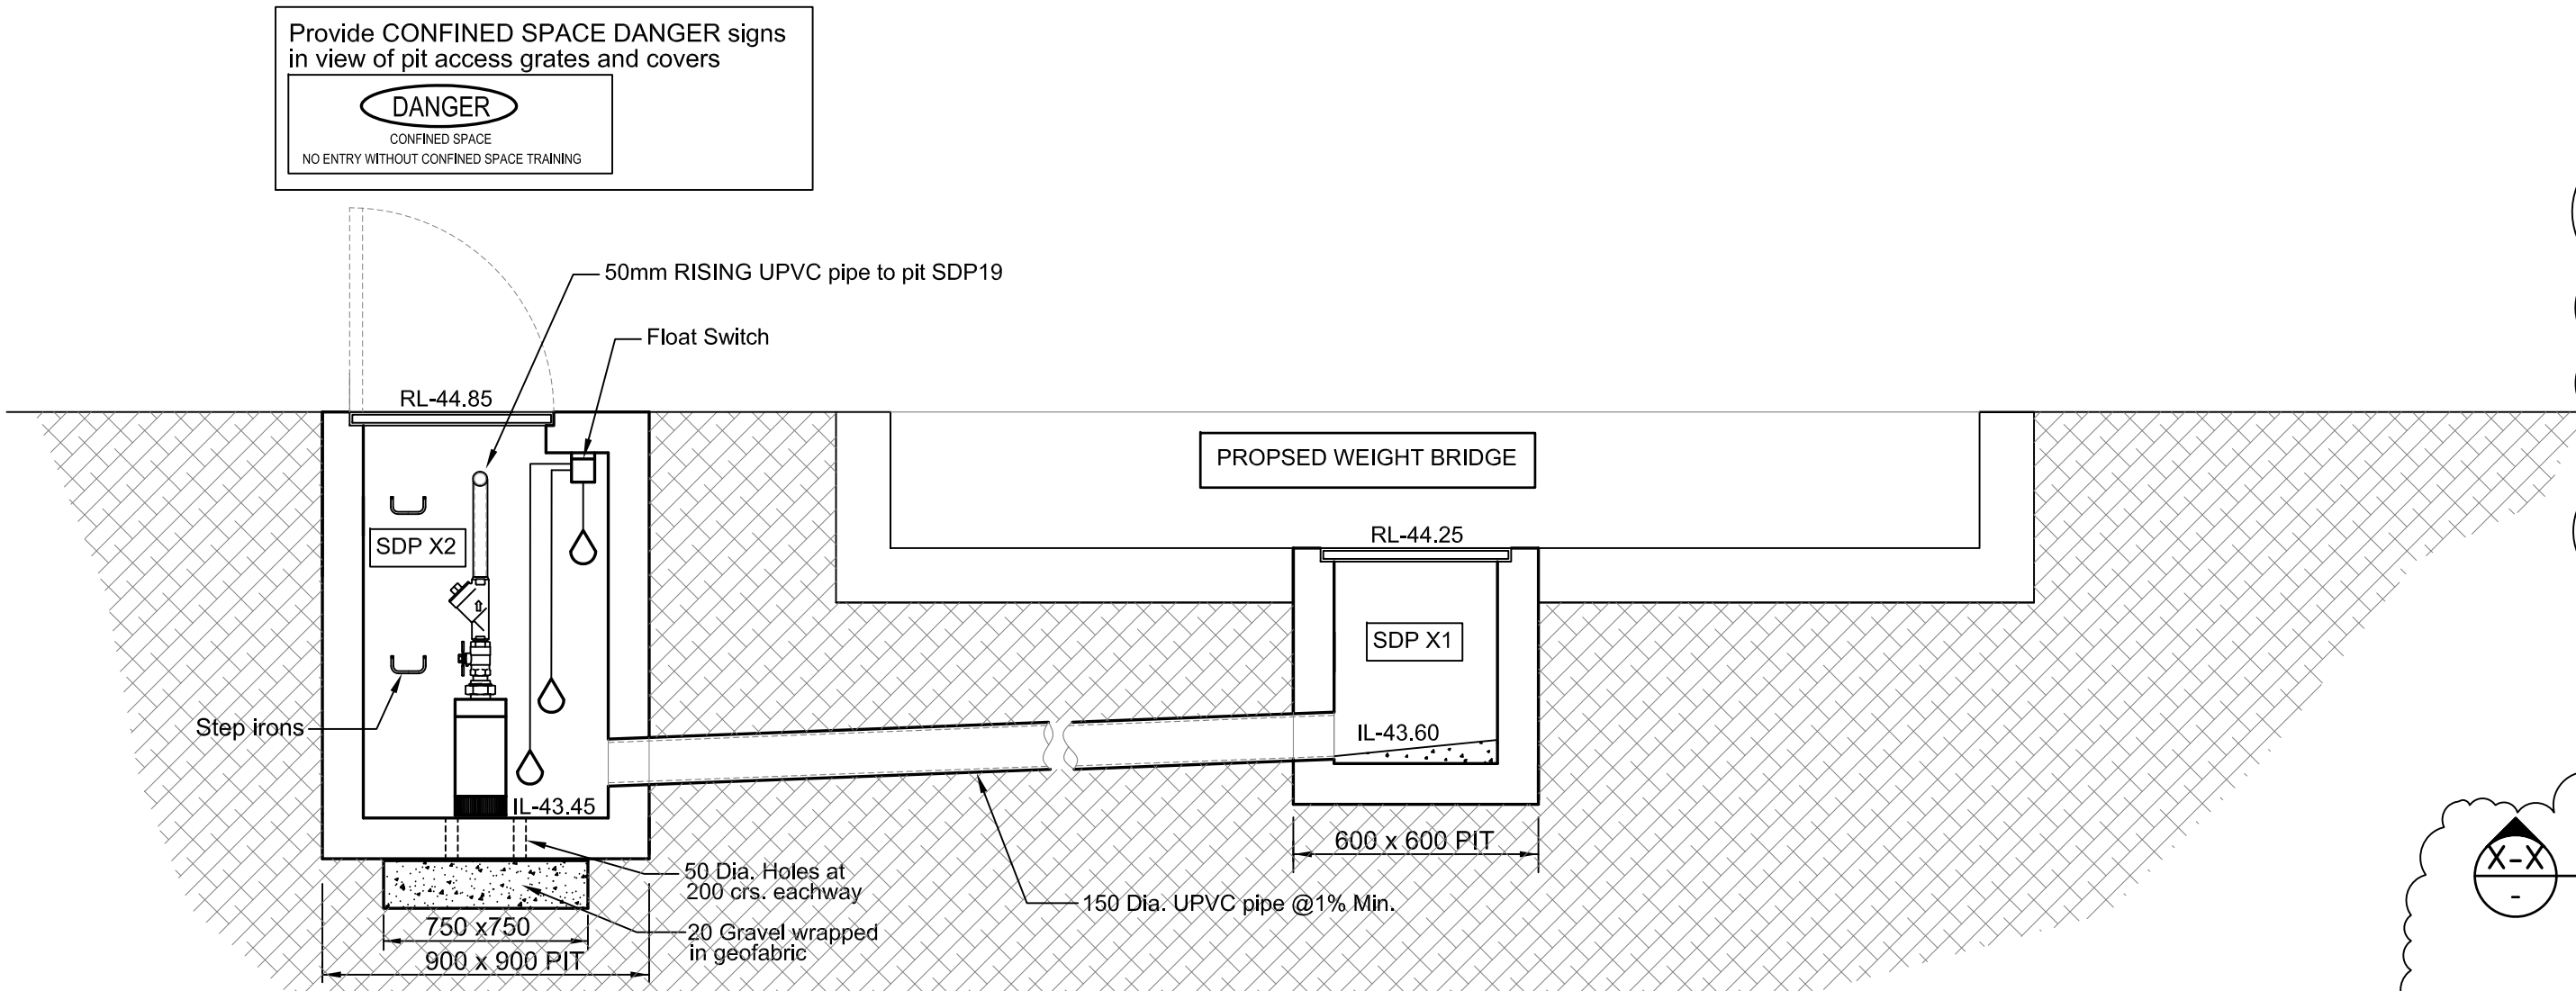 Provide CONFINED SPACE DANGER signs
in view of pit access grates and covers
DANGER
CONFINED SPACE
NO ENTRY WITHOUT CONFINED SPACE TRAINING
50mm RISING UPVC pipe to pit SDP19
Float Switch
RL-44.85
PROPSED WEIGHT BRIDGE
RL-44.25
SDP X2
SDP X1
Step irons
IL-43.60
IL-43.45
600 x 600 PIT
50 Dia. Holes at
200 crs. eachway
150 Dia. UPVC pipe @1% Min.
20 Gravel wrapped
in geofabric
750 x750
900 x 900 PIT
X-X
-